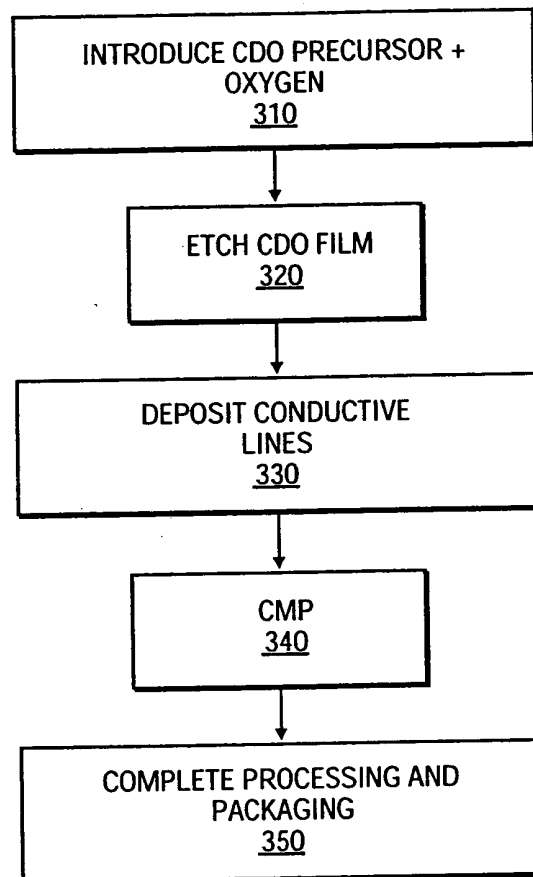 INTRODUCE CDO PRECURSOR +
OXYGEN
310
ETCH CDO FILM
320
DEPOSIT CONDUCTIVE
LINES
330
CMP
340
COMPLETE PROCESSING AND
PACKAGING
350